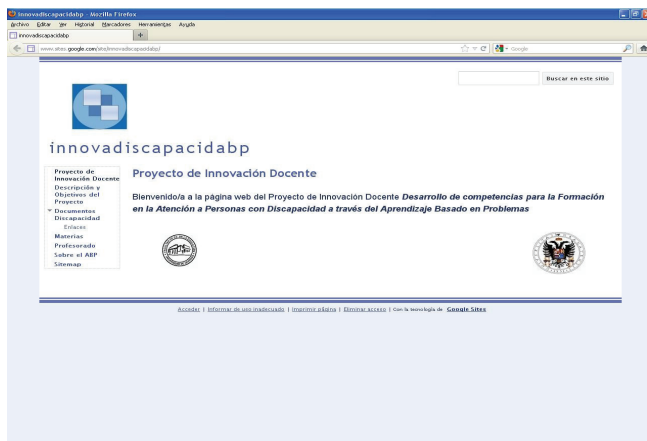 innovadiscapacidabp - Mozilla Firefox
Archivo Editar Ver Historial Marcadores Herramientas Ayuda
innovadiscapacidabp
www.sites.google.com/site/innovadiscapacidabp/
Google
Buscar en este sitio
innovadiscapacidabp
Proyecto de
Innovación Docente
Descripción y
Objetivos del
Proyecto
Documentos
Discapacidad
Enlaces
Materias
Profesorado
Sobre el ABP
Sitemap
Proyecto de Innovación Docente
Bienvenido/a a la página web del Proyecto de Innovación Docente Desarrollo de competencias para la Formación
en la Atención a Personas con Discapacidad a través del Aprendizaje Basado en Problemas
Acceder | Informar de uso inadecuado | Imprimir página | Eliminar acceso | Con la tecnología de Google Sites